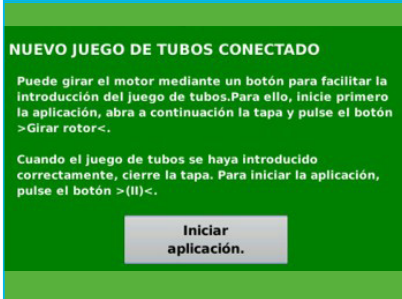 NUEVO JUEGO DE TUBOS CONECTADO
Puede girar el motor mediante un botón para facilitar la
introducción del juego de tubos.Para ello, inicie primero
la aplicación, abra a continuación la tapa y pulse el botón
>Girar rotor<.
Cuando el juego de tubos se haya introducido
correctamente, cierre la tapa. Para iniciar la aplicación,
pulse el botón >(II)<.
Iniciar
aplicación.